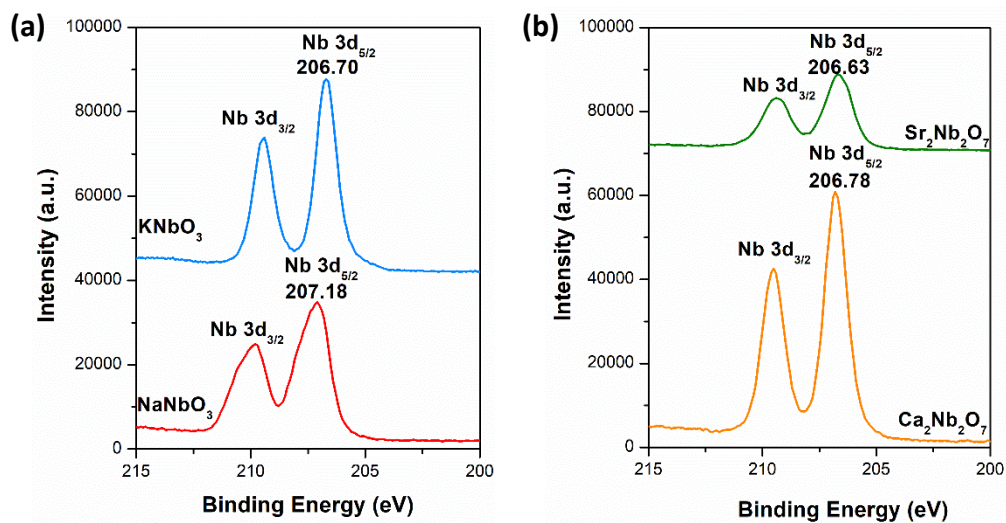 (a)
100000
80000
60000
40000
20000
0
Intensity (a.u.)
Nb 3d5/2
206.70
Nb 3d3/2
KNbO3
Nb 3d5/2
207.18
Nb 3d3/2
NaNbO3
215
210
205
200
Binding Energy (eV)
(b)
100000
80000
60000
40000
20000
0
Intensity (a.u.)
Nb 3d5/2
206.63
Nb 3d3/2
Sr2Nb2O7
Nb 3d5/2
206.78
Nb 3d3/2
Ca2Nb2O7
215
210
205
200
Binding Energy (eV)